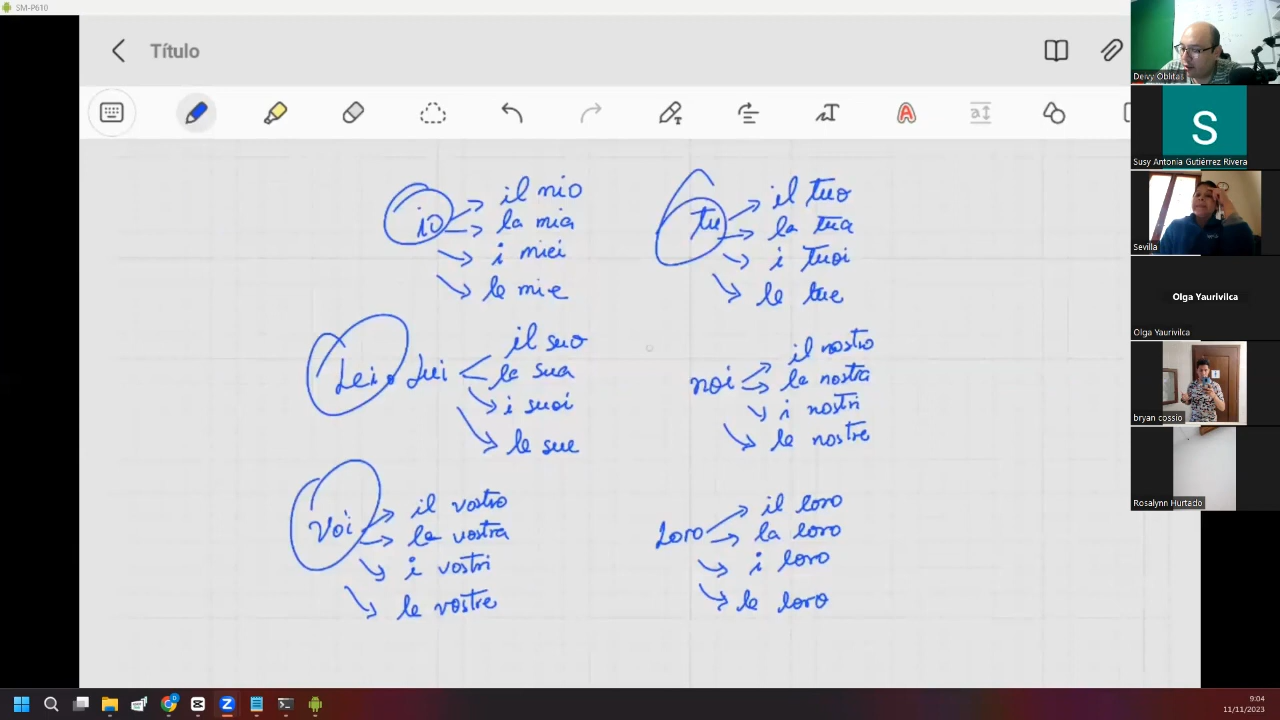 SM-P610
Título
io
il mio
la mia
i miei
le mie
tu
il tuo
la tua
i tuoi
le tue
Lei, Lui
il suo
la sua
i suoi
le sue
noi
il nostro
la nostra
i nostri
le nostre
voi
il vostro
la vostra
i vostri
le vostre
Loro
il loro
la loro
i loro
le loro
Deivy Oblitas
S
Susy Antonia Gutiérrez Rivera
Sevilla
Olga Yaurivilca
Olga Yaurivilca
bryan cossio
Rosalynn Hurtado
9:04
11/11/2023